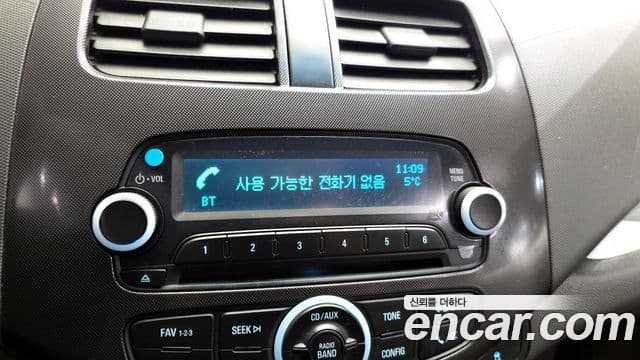 사용 가능한 전화기 없음
11:09
5°C
BT
VOL
MENU
TONE
1 2 3 4 5 6
CD/AUX
FAV 1-2-3
SEEK
RADIO
BAND
TONE
CONFIG
신뢰를 더하다
encar.com